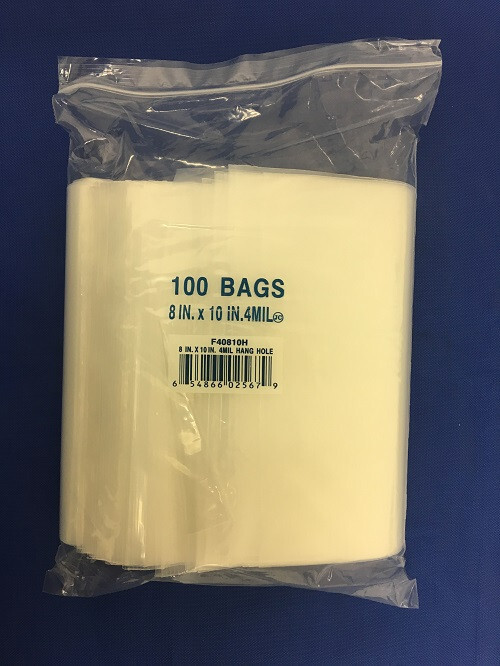 100 BAGS
8 IN. x 10 IN.4MIL JC
F40810H
8 IN. X 10 IN. 4MIL HANG HOLE
6 54866 02567 9